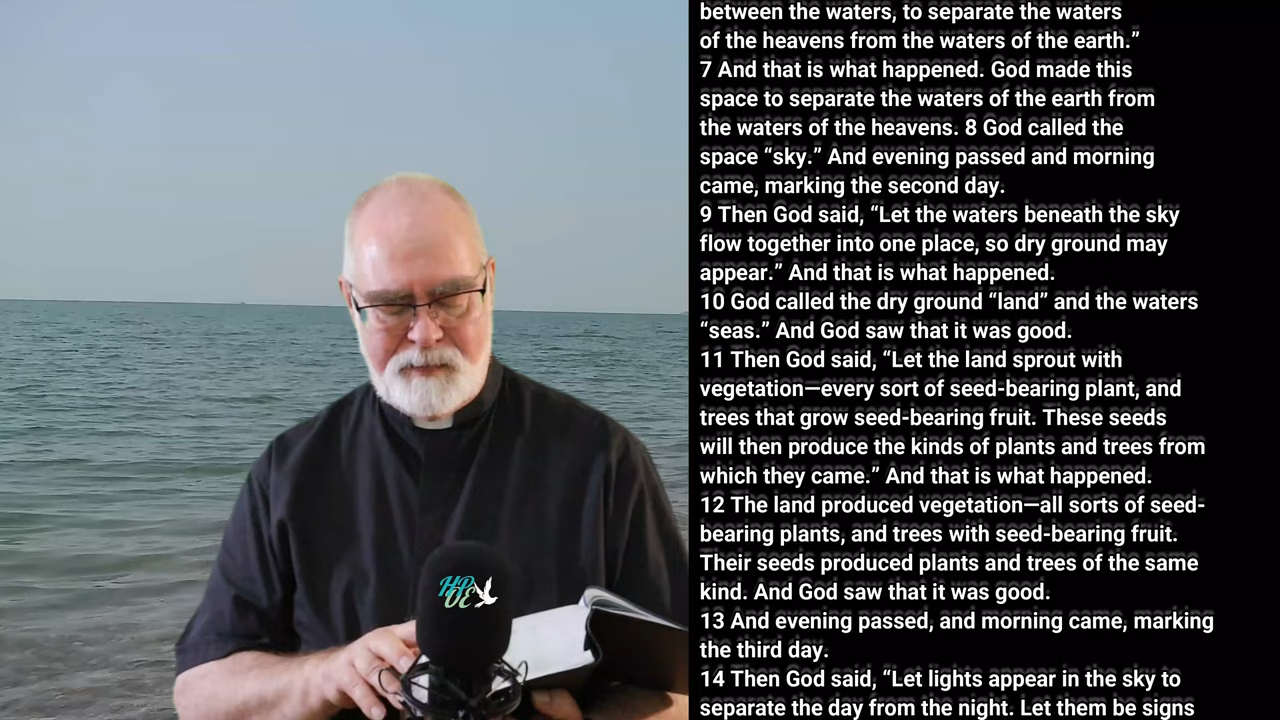 between the waters, to separate the waters
of the heavens from the waters of the earth.”
7 And that is what happened. God made this
space to separate the waters of the earth from
the waters of the heavens. 8 God called the
space “sky.” And evening passed and morning
came, marking the second day.
9 Then God said, “Let the waters beneath the sky
flow together into one place, so dry ground may
appear.” And that is what happened.
10 God called the dry ground “land” and the waters
“seas.” And God saw that it was good.
11 Then God said, “Let the land sprout with
vegetation—every sort of seed-bearing plant, and
trees that grow seed-bearing fruit. These seeds
will then produce the kinds of plants and trees from
which they came.” And that is what happened.
12 The land produced vegetation—all sorts of seed-
bearing plants, and trees with seed-bearing fruit.
Their seeds produced plants and trees of the same
kind. And God saw that it was good.
13 And evening passed, and morning came, marking
the third day.
14 Then God said, “Let lights appear in the sky to
separate the day from the night. Let them be signs
HP
OE